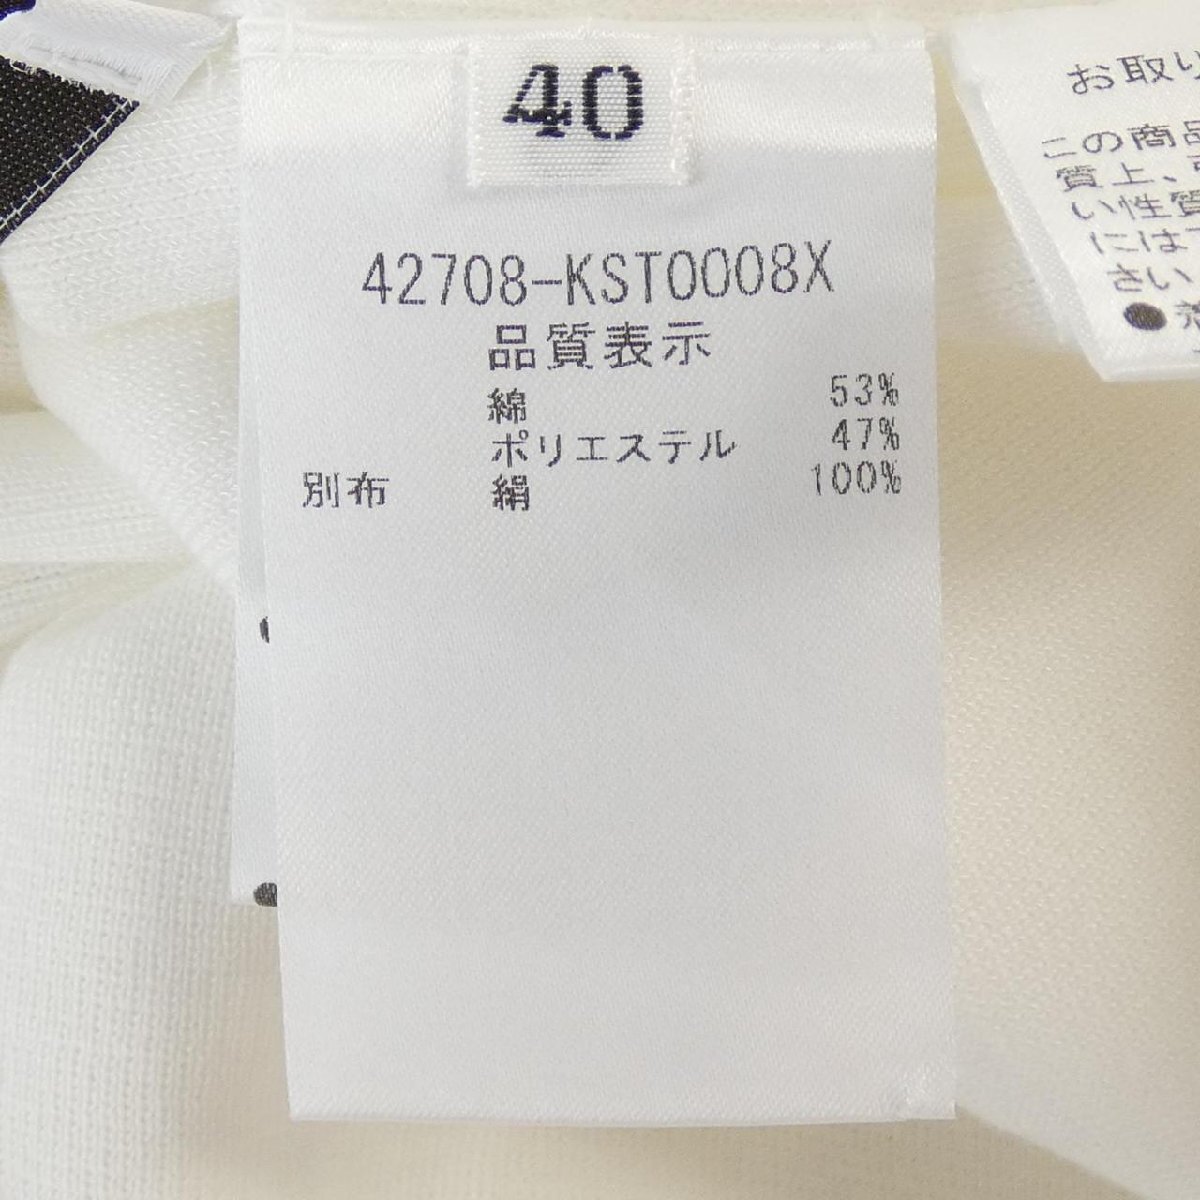 40
42708-KST0008X
品質表示
綿 53%
ポリエステル 47%
別布 絹 100%
お取り
この商品
質上、
い性質
には
さい
●